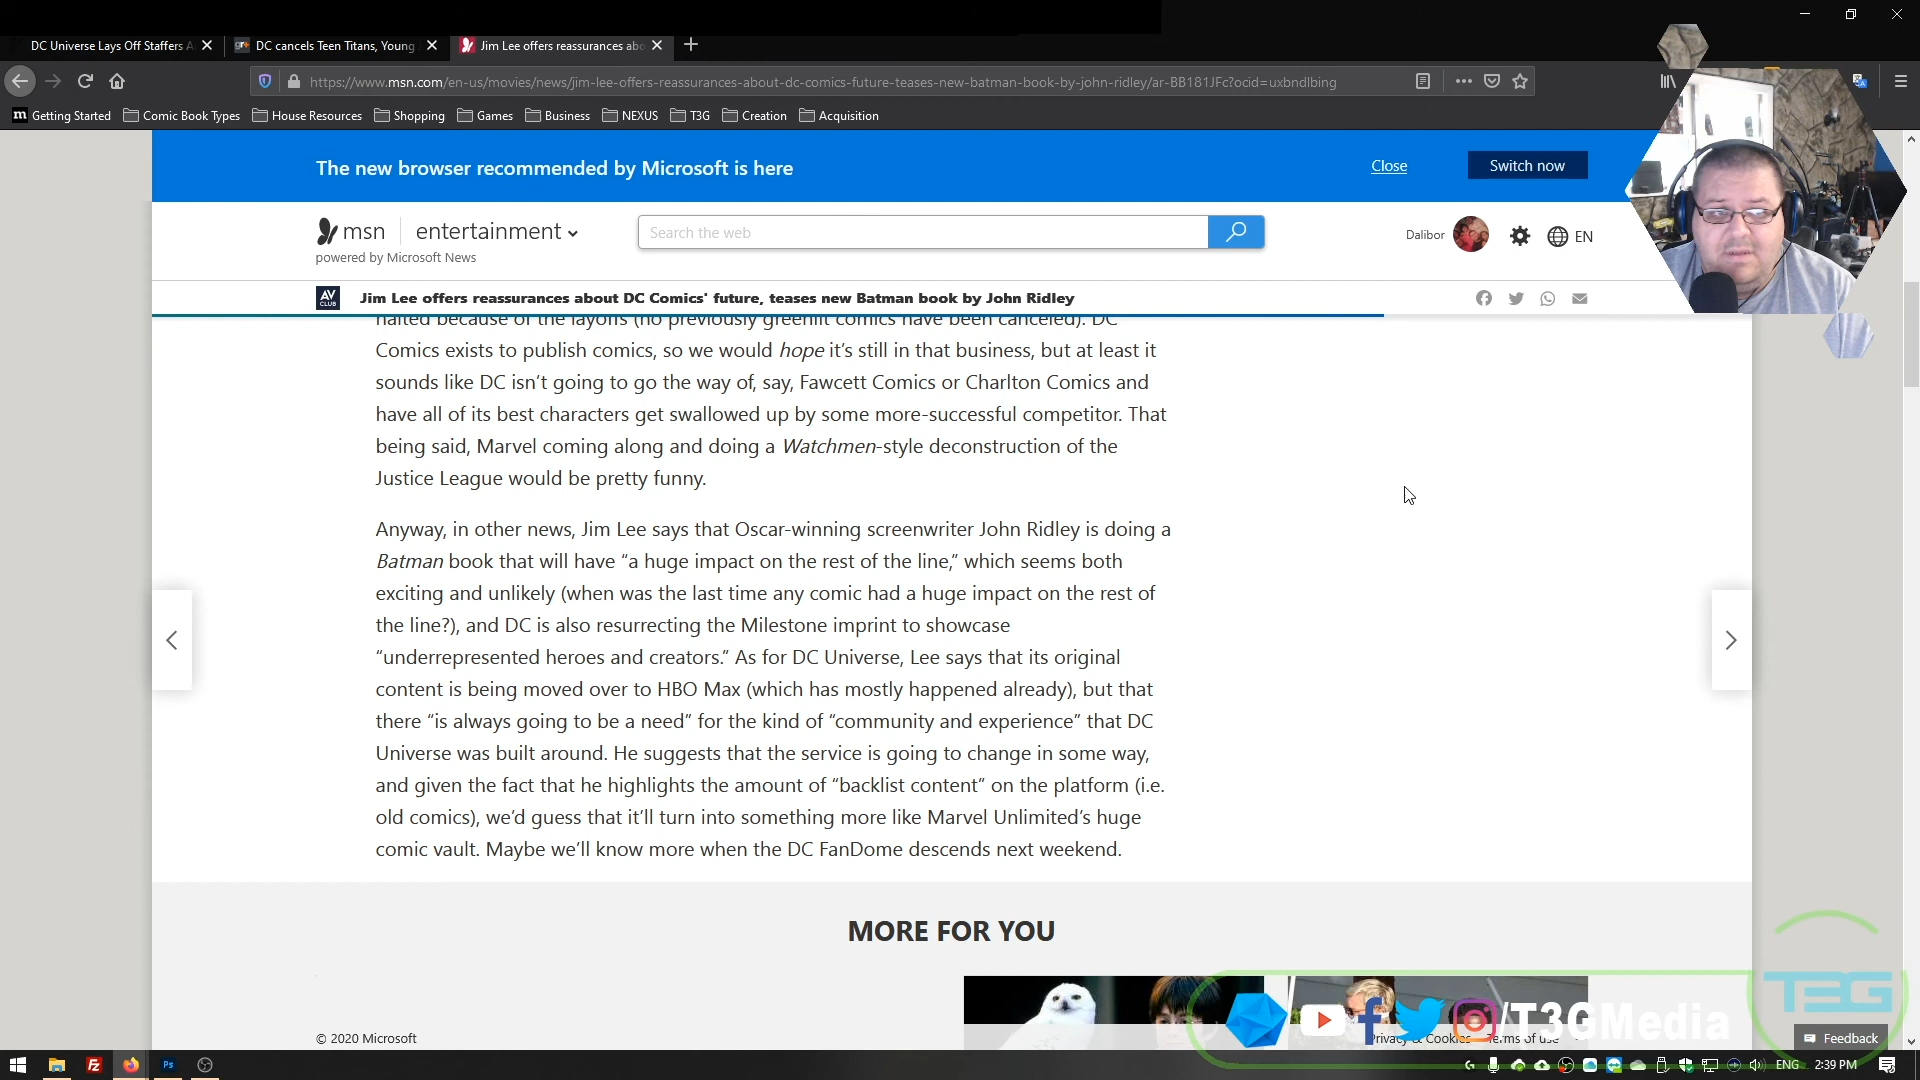 DC Universe Lays Off Staffers A
DC cancels Teen Titans, Young
Jim Lee offers reassurances abo
https://www.msn.com/en-us/movies/news/jim-lee-offers-reassurances-about-dc-comics-future-teases-new-batman-book-by-john-ridley/ar-BB181JFc?ocid=uxbndlbing
m Getting Started Comic Book Types House Resources Shopping Games Business NEXUS T3G Creation Acquisition
The new browser recommended by Microsoft is here
Close
Switch now
msn entertainment
Search the web
Dalibor
EN
powered by Microsoft News
AV CLUB Jim Lee offers reassurances about DC Comics' future, teases new Batman book by John Ridley
halted because of the layoffs (no previously greenlit comics have been canceled). DC
Comics exists to publish comics, so we would hope it's still in that business, but at least it
sounds like DC isn't going to go the way of, say, Fawcett Comics or Charlton Comics and
have all of its best characters get swallowed up by some more-successful competitor. That
being said, Marvel coming along and doing a Watchmen-style deconstruction of the
Justice League would be pretty funny.
Anyway, in other news, Jim Lee says that Oscar-winning screenwriter John Ridley is doing a
Batman book that will have “a huge impact on the rest of the line,” which seems both
exciting and unlikely (when was the last time any comic had a huge impact on the rest of
the line?), and DC is also resurrecting the Milestone imprint to showcase
“underrepresented heroes and creators.” As for DC Universe, Lee says that its original
content is being moved over to HBO Max (which has mostly happened already), but that
there “is always going to be a need” for the kind of “community and experience” that DC
Universe was built around. He suggests that the service is going to change in some way,
and given the fact that he highlights the amount of “backlist content” on the platform (i.e.
old comics), we'd guess that it'll turn into something more like Marvel Unlimited's huge
comic vault. Maybe we'll know more when the DC FanDome descends next weekend.
MORE FOR YOU
T3G
/T3GMedia
© 2020 Microsoft
Privacy & Cookies Terms of use
Feedback
Fz Ps
ENG 2:39 PM